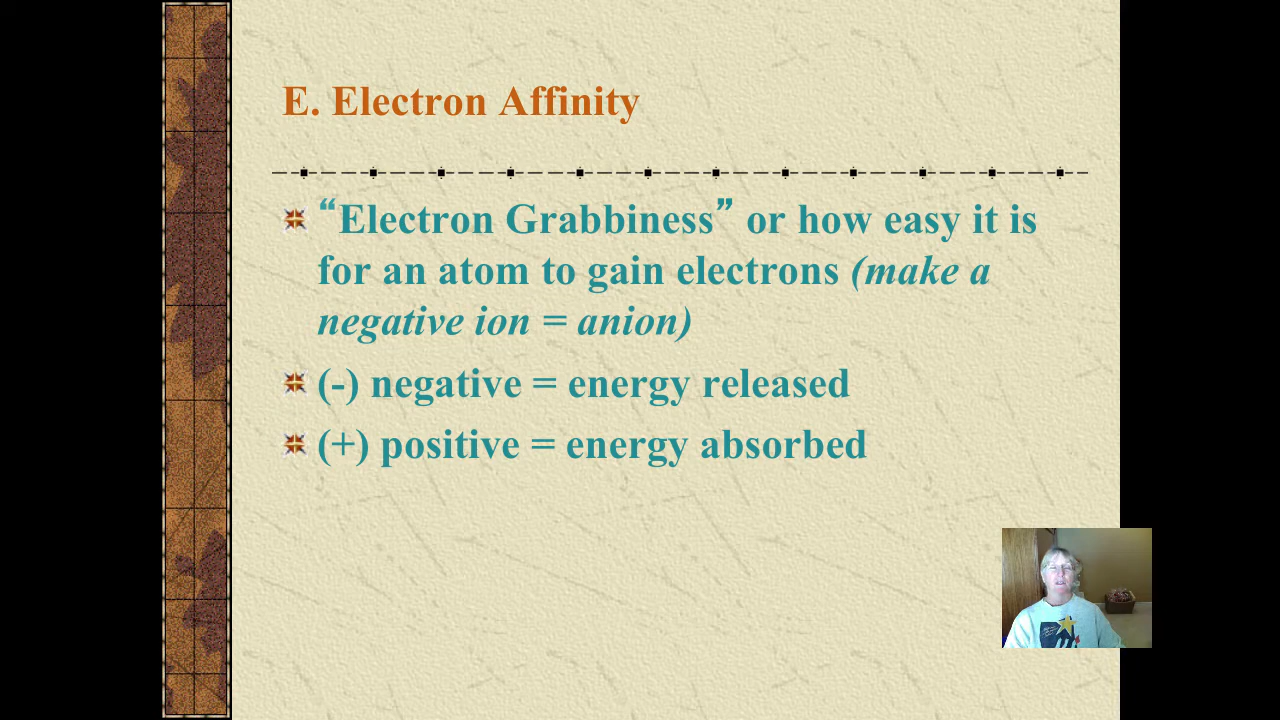 E. Electron Affinity
“Electron Grabbiness” or how easy it is
for an atom to gain electrons (make a
negative ion = anion)
(-) negative = energy released
(+) positive = energy absorbed